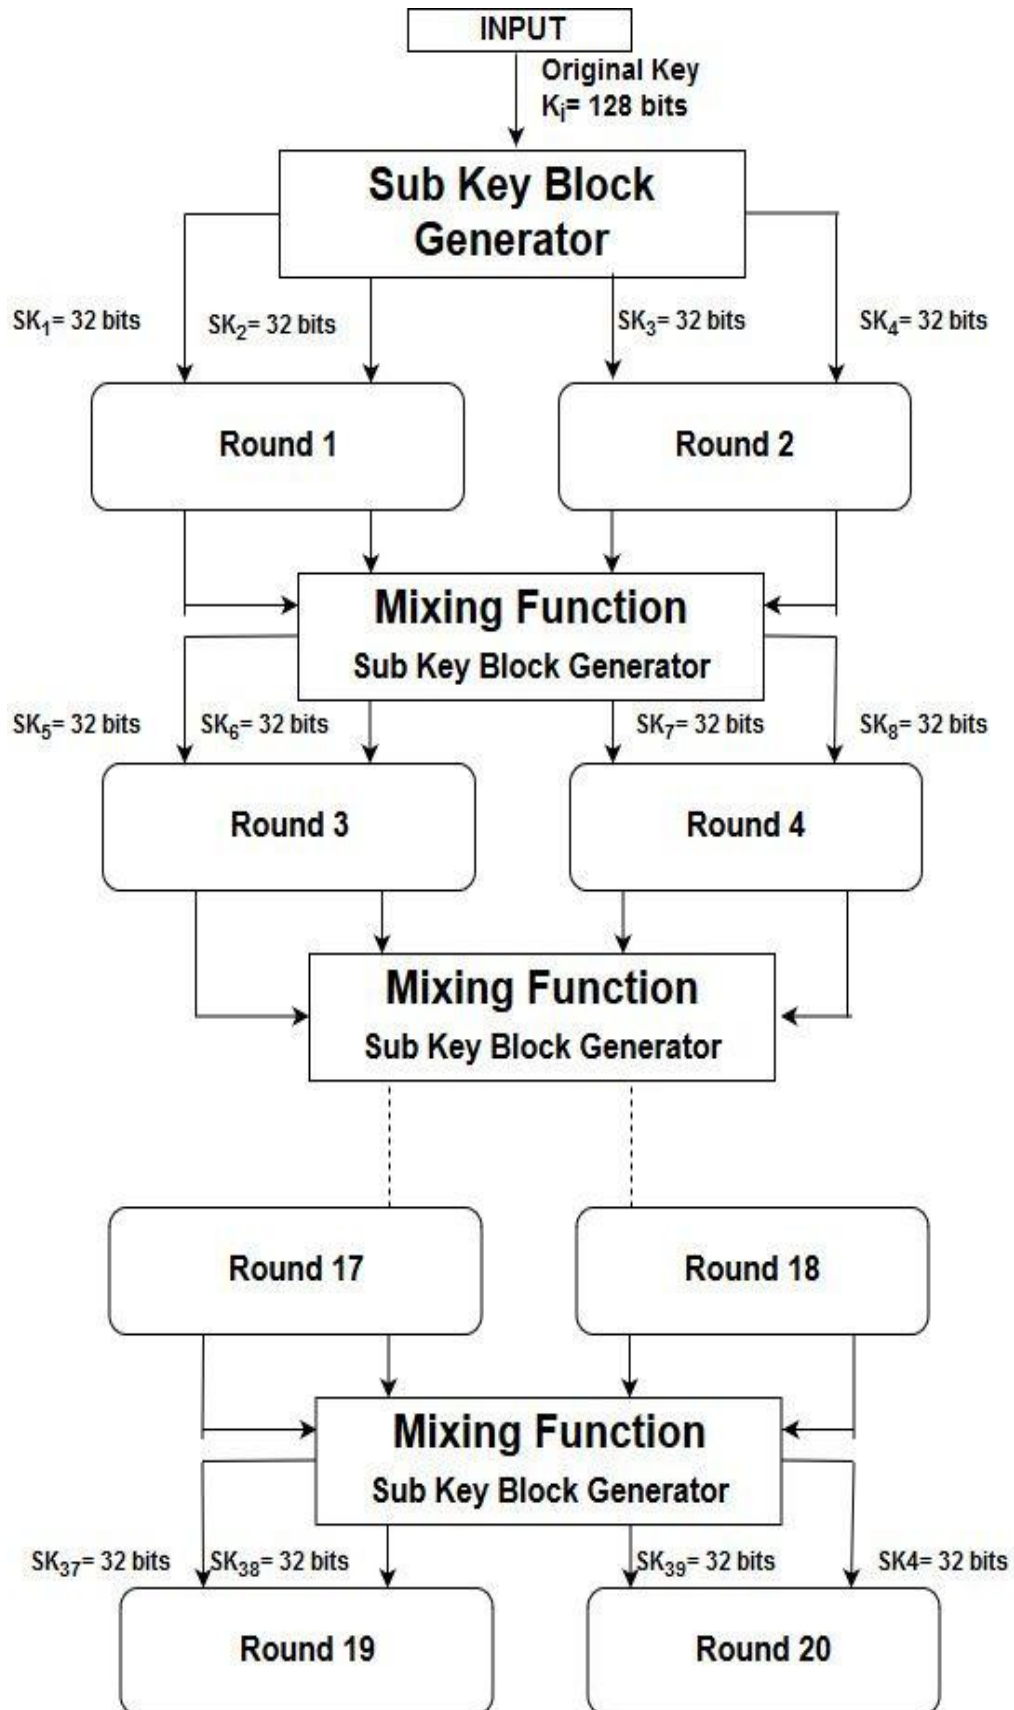 INPUT
Original Key
Ki= 128 bits
Sub Key Block
Generator
SK1= 32 bits
SK2= 32 bits
SK3= 32 bits
SK4= 32 bits
Round 1
Round 2
Mixing Function
Sub Key Block Generator
SK5= 32 bits
SK6= 32 bits
SK7= 32 bits
SK8= 32 bits
Round 3
Round 4
Mixing Function
Sub Key Block Generator
Round 17
Round 18
Mixing Function
Sub Key Block Generator
SK37= 32 bits
SK38= 32 bits
SK39= 32 bits
SK4= 32 bits
Round 19
Round 20